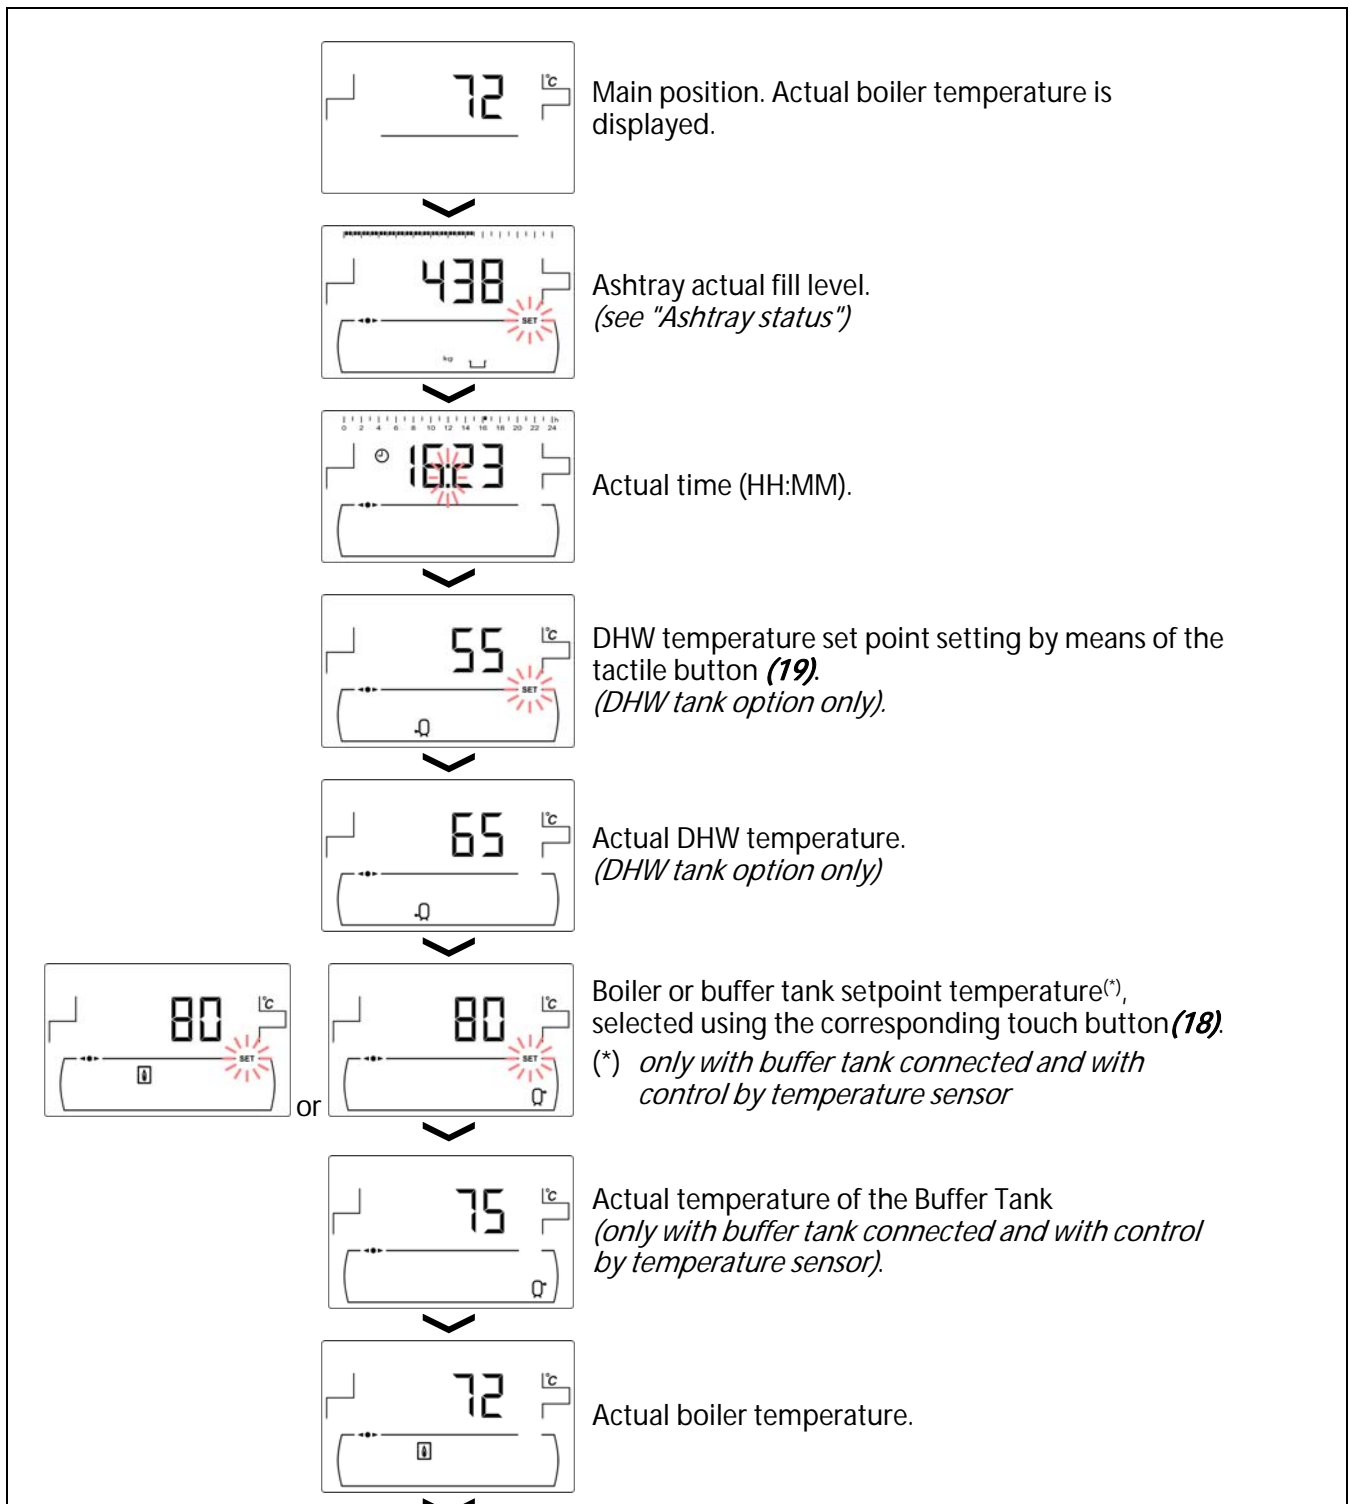 72 °C
Main position. Actual boiler temperature is
displayed.
438
SET
kg
Ashtray actual fill level.
(see "Ashtray status")
0 2 4 6 8 10 12 14 16 18 20 22 24 h
16:23
Actual time (HH:MM).
55 °C
SET
DHW temperature set point setting by means of the
tactile button (19).
(DHW tank option only).
65 °C
Actual DHW temperature.
(DHW tank option only)
80 °C
SET
or
80 °C
SET
Boiler or buffer tank setpoint temperature(*),
selected using the corresponding touch button(18).
(*) only with buffer tank connected and with
control by temperature sensor
75 °C
Actual temperature of the Buffer Tank
(only with buffer tank connected and with control
by temperature sensor).
72 °C
Actual boiler temperature.